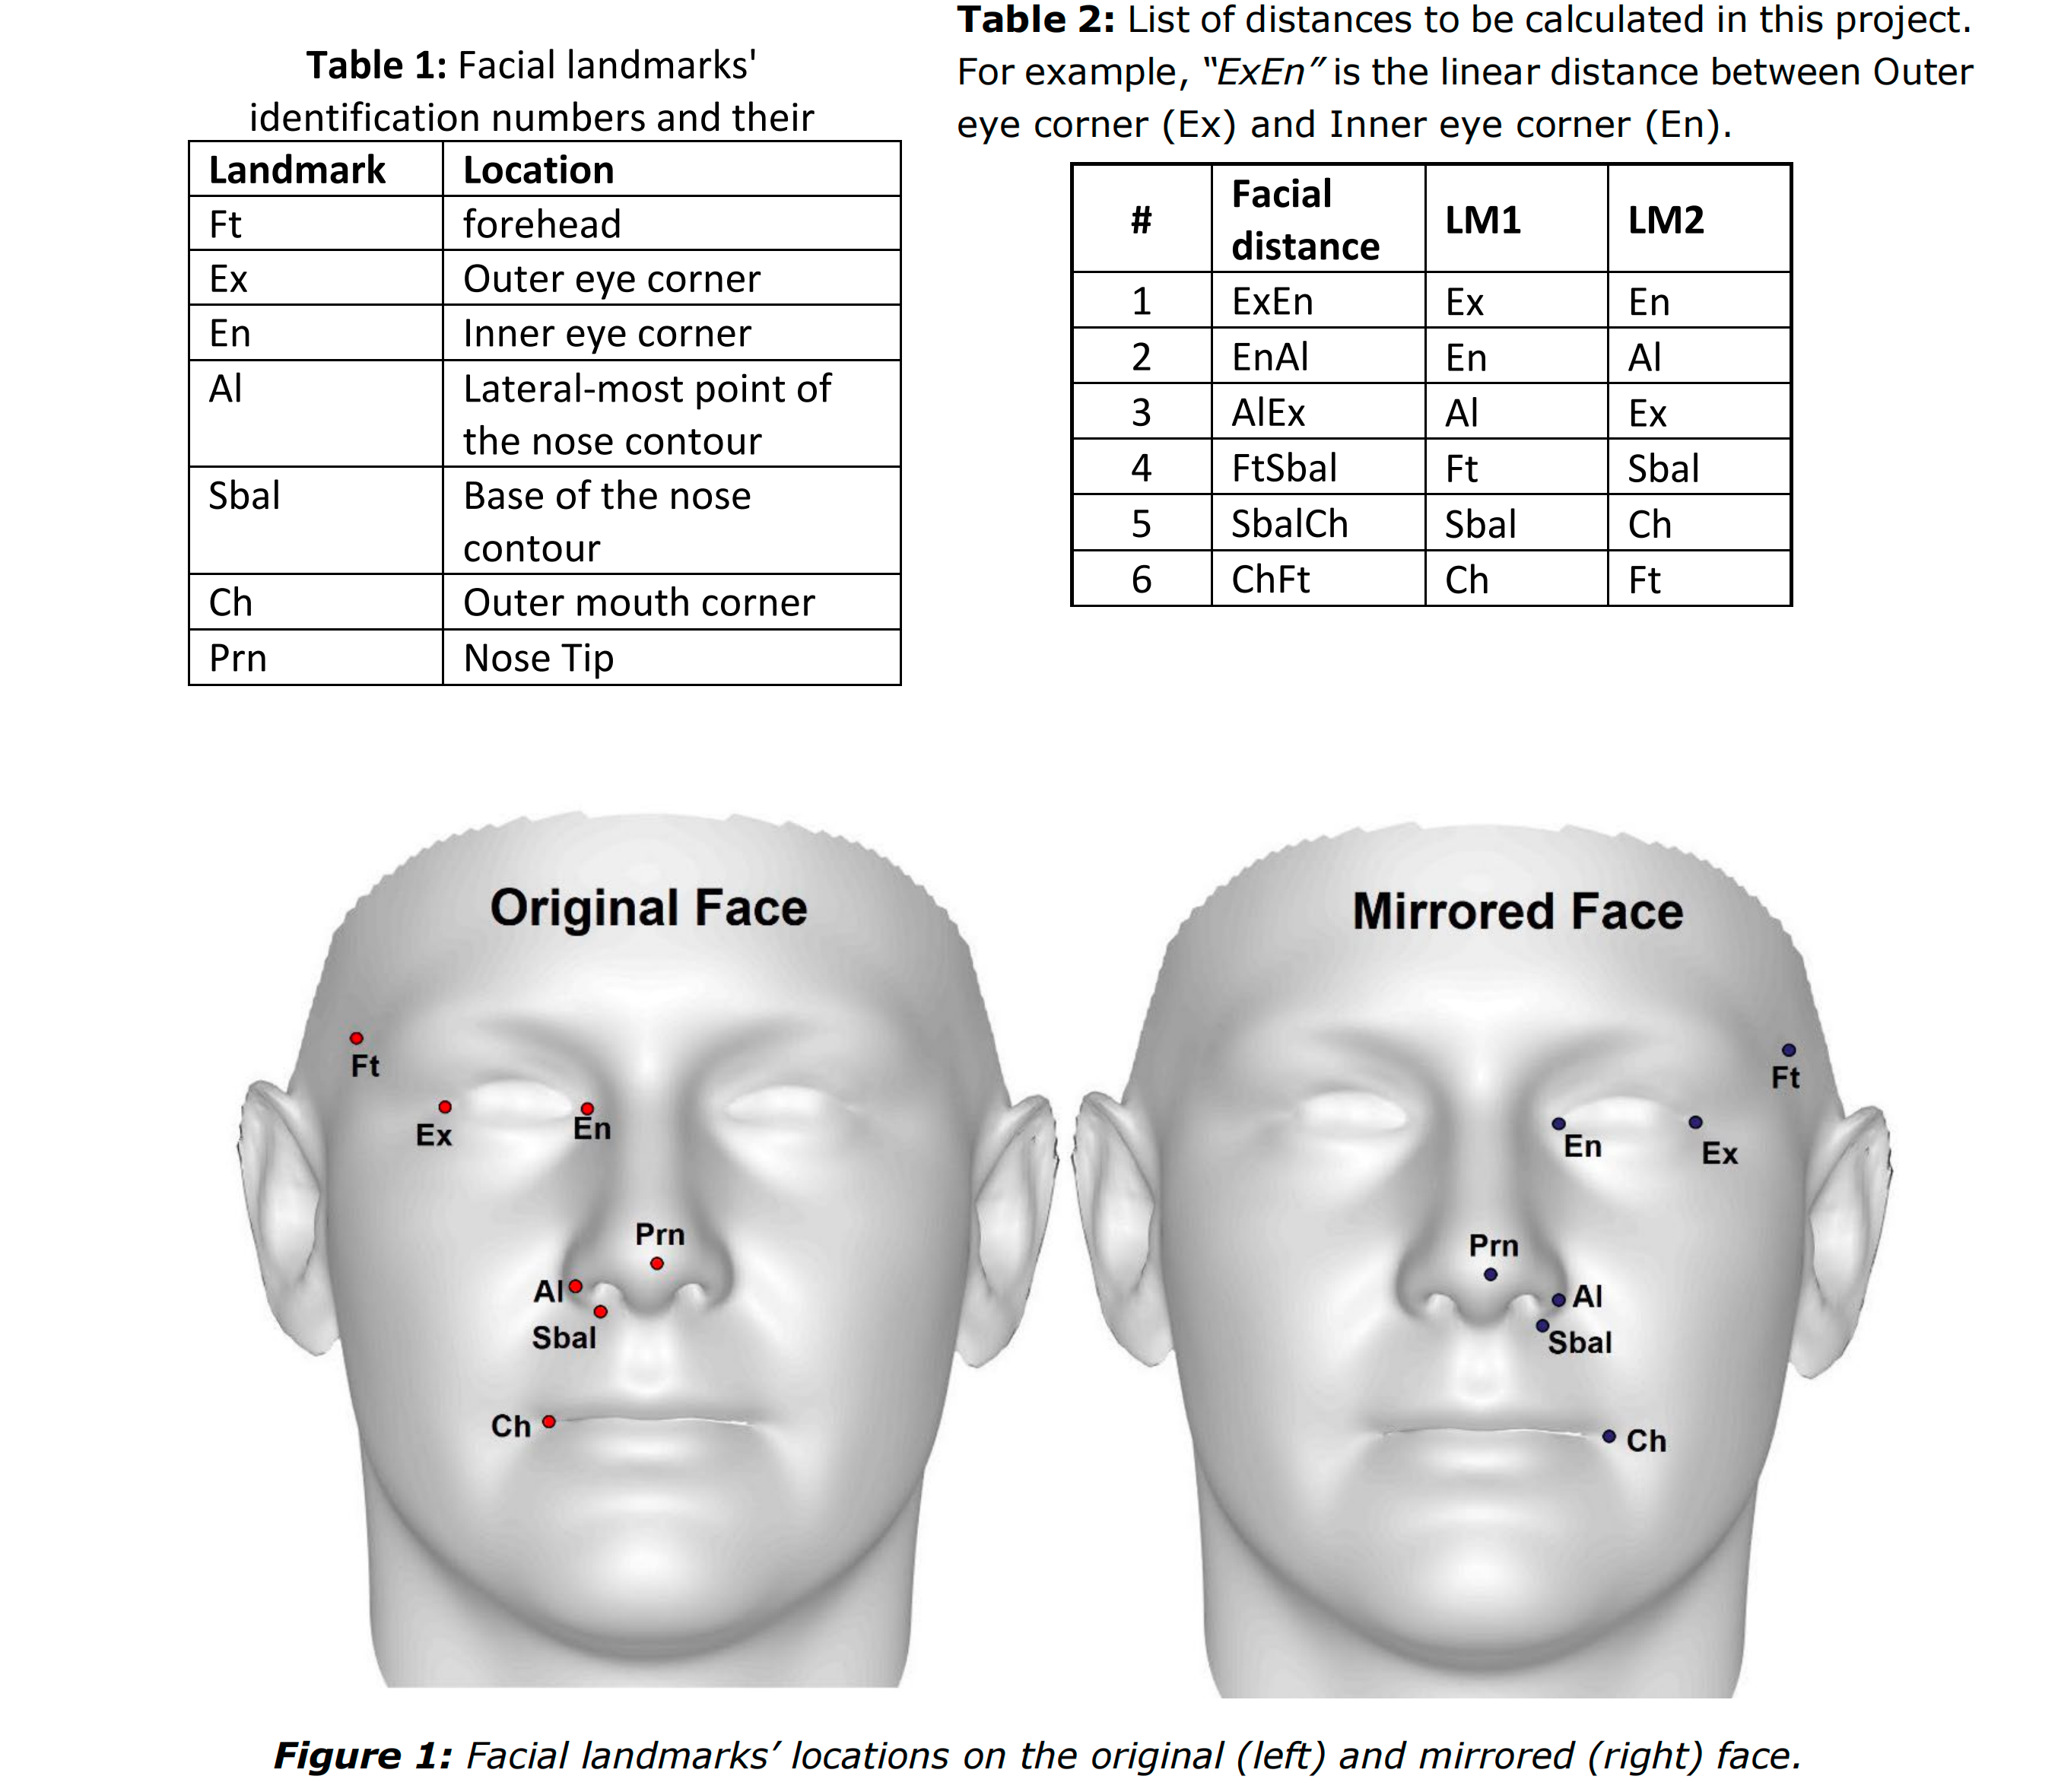 Table 1: Facial landmarks'
identification numbers and their
Landmark Location
Ft forehead
Ex Outer eye corner
En Inner eye corner
Al Lateral-most point of
the nose contour
Sbal Base of the nose
contour
Ch Outer mouth corner
Prn Nose Tip
Table 2: List of distances to be calculated in this project.
For example, “ExEn” is the linear distance between Outer
eye corner (Ex) and Inner eye corner (En).
# Facial distance LM1 LM2
1 ExEn Ex En
2 EnAl En Al
3 AlEx Al Ex
4 FtSbal Ft Sbal
5 SbalCh Sbal Ch
6 ChFt Ch Ft
Original Face
Ft
Ex
En
Prn
Al
Sbal
Ch
Mirrored Face
Ft
En
Ex
Prn
Al
Sbal
Ch
Figure 1: Facial landmarks’ locations on the original (left) and mirrored (right) face.